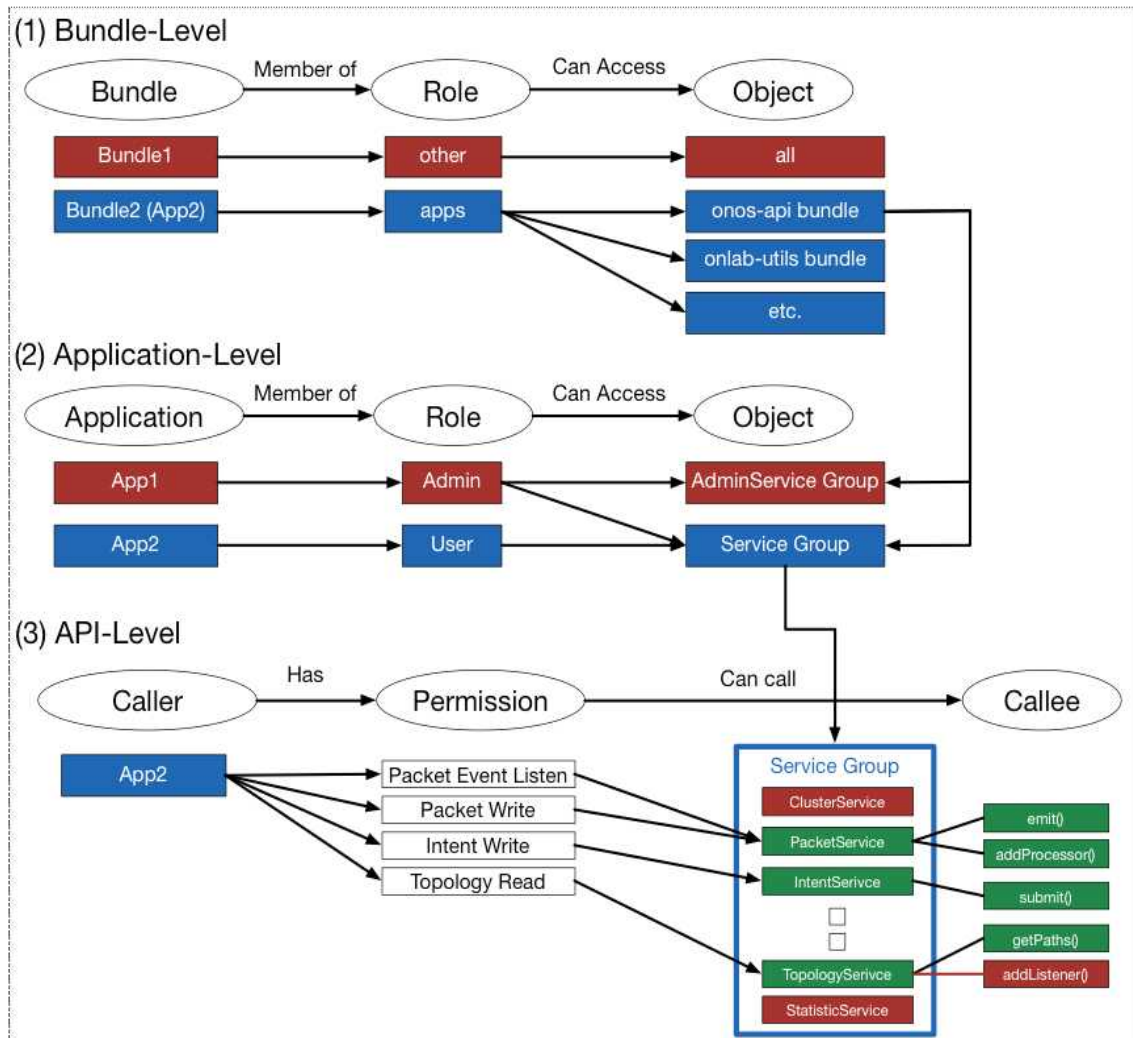 (1) Bundle-Level
Bundle
Member of
Role
Can Access
Object
Bundle1
other
all
Bundle2 (App2)
apps
onos-api bundle
onlab-utils bundle
etc.
(2) Application-Level
Application
Member of
Role
Can Access
Object
App1
Admin
AdminService Group
App2
User
Service Group
(3) API-Level
Caller
Has
Permission
Can call
Callee
App2
Packet Event Listen
Packet Write
Intent Write
Topology Read
Service Group
ClusterService
PacketService
IntentSerivce
TopologySerivce
StatisticService
emit()
addProcessor()
submit()
getPaths()
addListener()